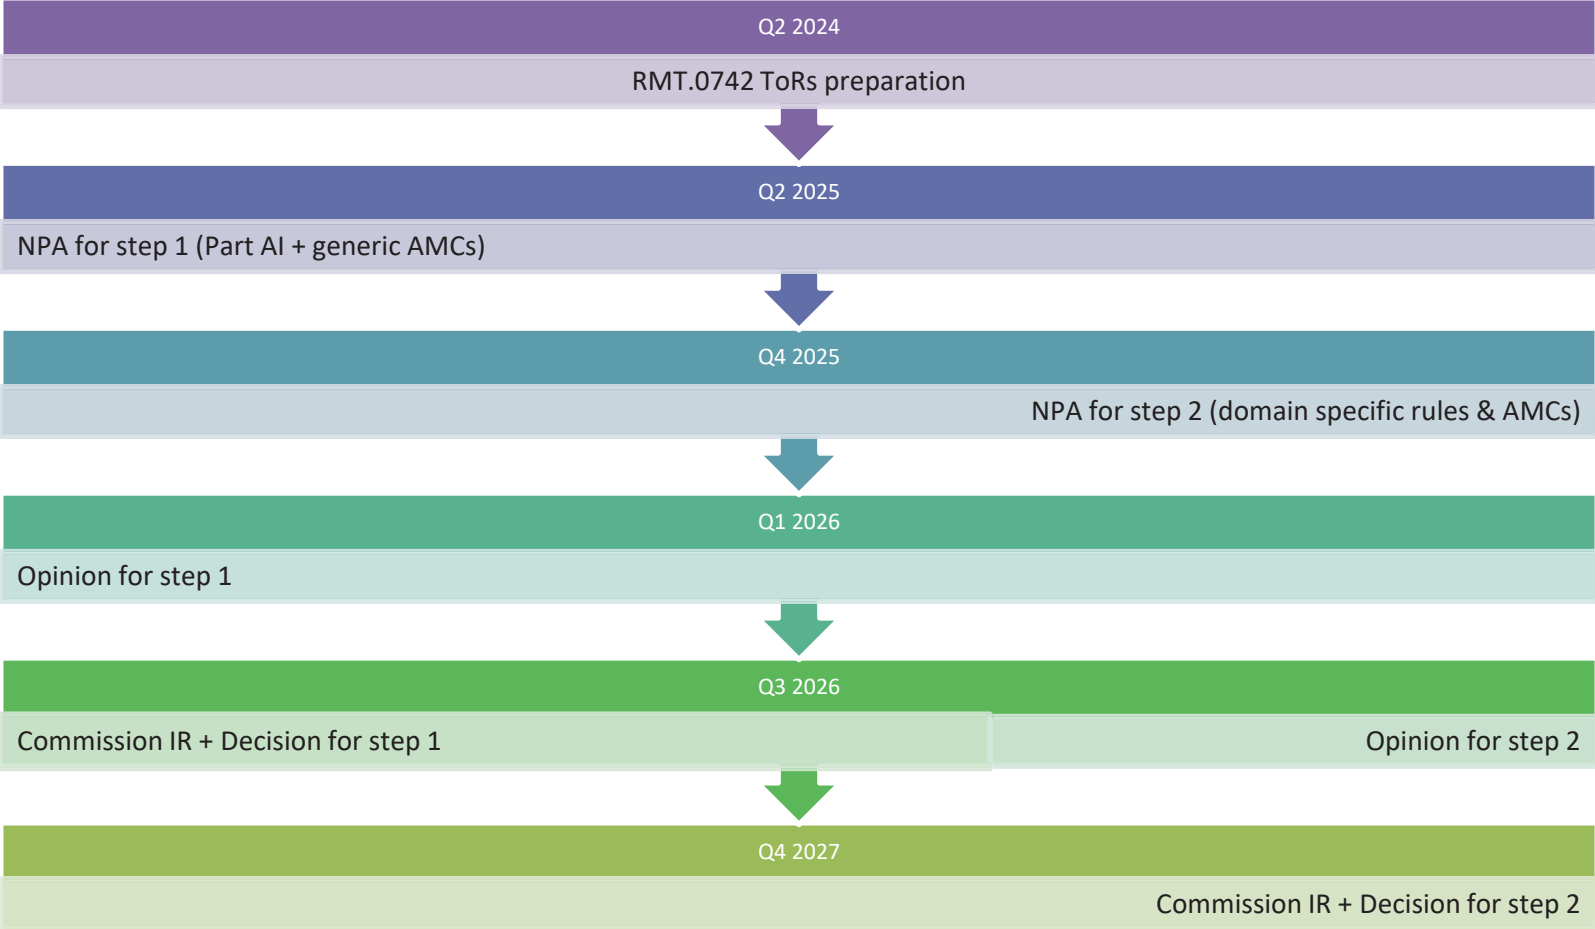 Q2 2024
RMT.0742 ToRs preparation
Q2 2025
NPA for step 1 (Part AI + generic AMCs)
Q4 2025
NPA for step 2 (domain specific rules & AMCs)
Q1 2026
Opinion for step 1
Q3 2026
Commission IR + Decision for step 1
Opinion for step 2
Q4 2027
Commission IR + Decision for step 2